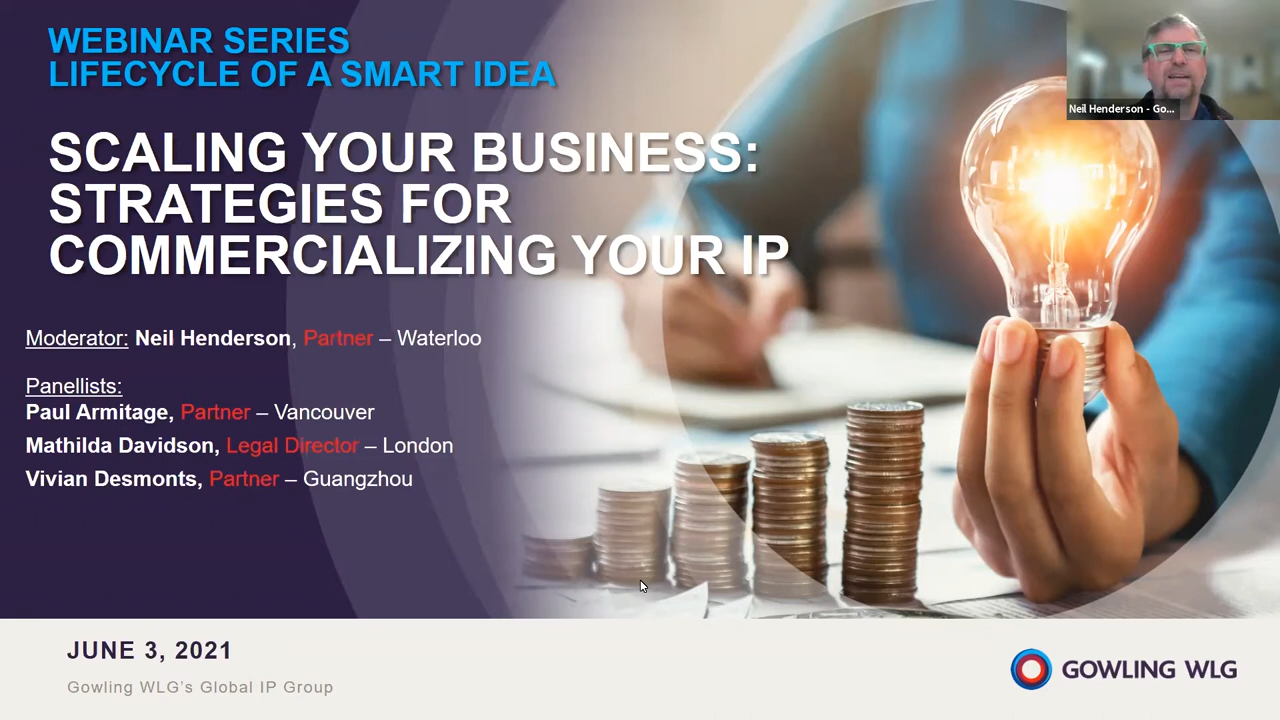 WEBINAR SERIES
LIFECYCLE OF A SMART IDEA
SCALING YOUR BUSINESS:
STRATEGIES FOR
COMMERCIALIZING YOUR IP
Neil Henderson - Go...
Moderator: Neil Henderson, Partner – Waterloo
Panellists:
Paul Armitage, Partner – Vancouver
Mathilda Davidson, Legal Director – London
Vivian Desmonts, Partner – Guangzhou
JUNE 3, 2021
Gowling WLG's Global IP Group
GOWLING WLG